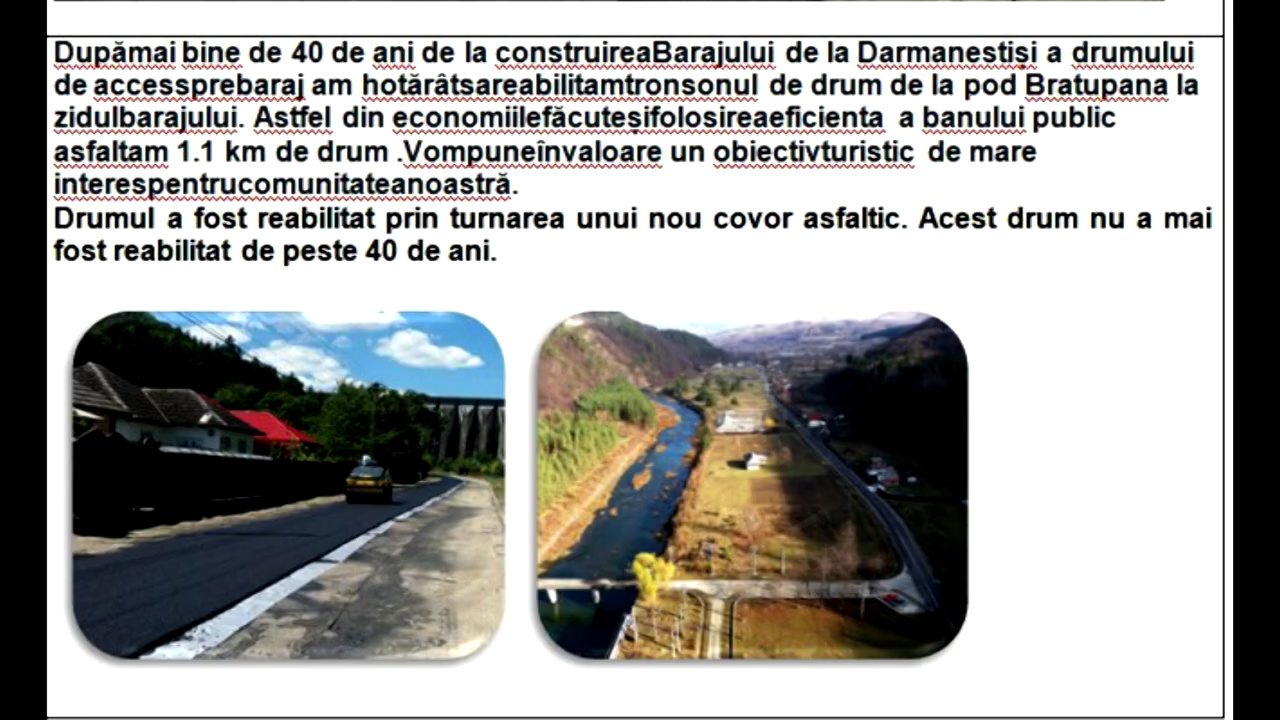 Dupămai bine de 40 de ani de la construireaBarajului de la Darmanestiși a drumului
de accessprebaraj am hotărâtsareabilitamtronsonul de drum de la pod Bratupana la
zidulbarajului. Astfel din economiilefăcuteșifolosireaeficienta a banului public
asfaltam 1.1 km de drum .Vompuneînvaloare un obiectivturistic de mare
interespentrucomunitateanoastră.
Drumul a fost reabilitat prin turnarea unui nou covor asfaltic. Acest drum nu a mai
fost reabilitat de peste 40 de ani.